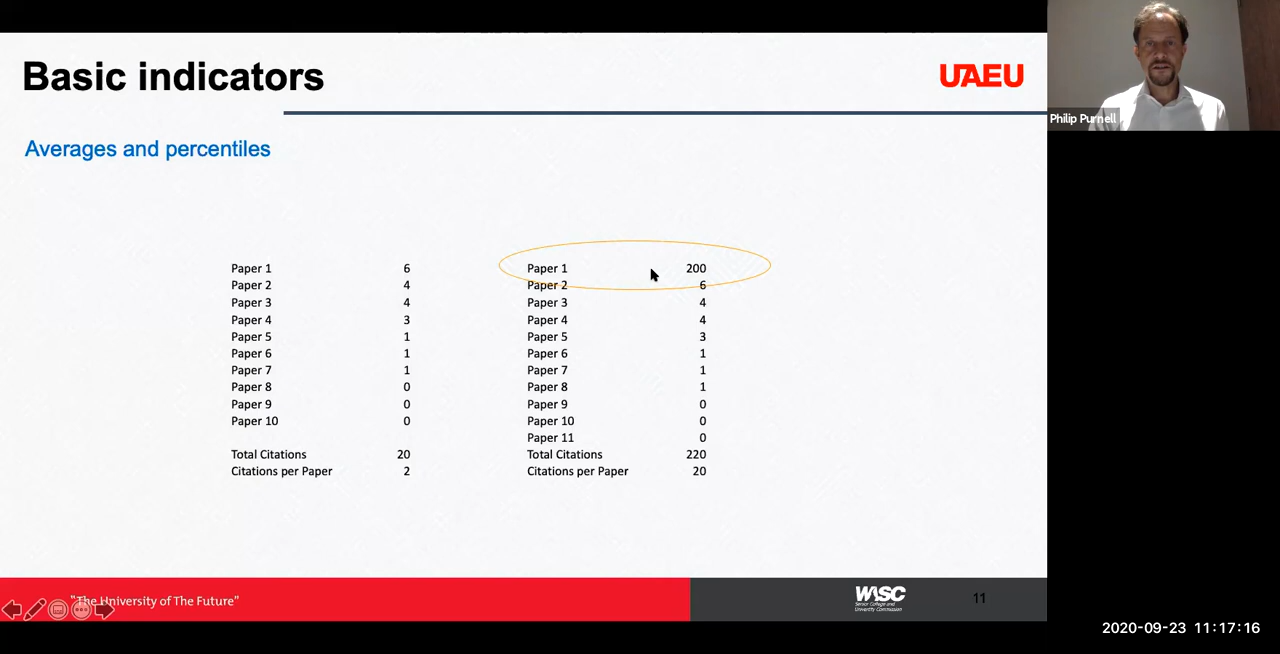 Basic indicators
UAEU
Philip Purnell
Averages and percentiles
Paper 1 6
Paper 2 4
Paper 3 4
Paper 4 3
Paper 5 1
Paper 6 1
Paper 7 1
Paper 8 0
Paper 9 0
Paper 10 0
Total Citations 20
Citations per Paper 2
Paper 1 200
Paper 2 6
Paper 3 4
Paper 4 4
Paper 5 3
Paper 6 1
Paper 7 1
Paper 8 1
Paper 9 0
Paper 10 0
Paper 11 0
Total Citations 220
Citations per Paper 20
"The University of The Future"
WASC
Senior College and
University Commission
11
2020-09-23 11:17:16